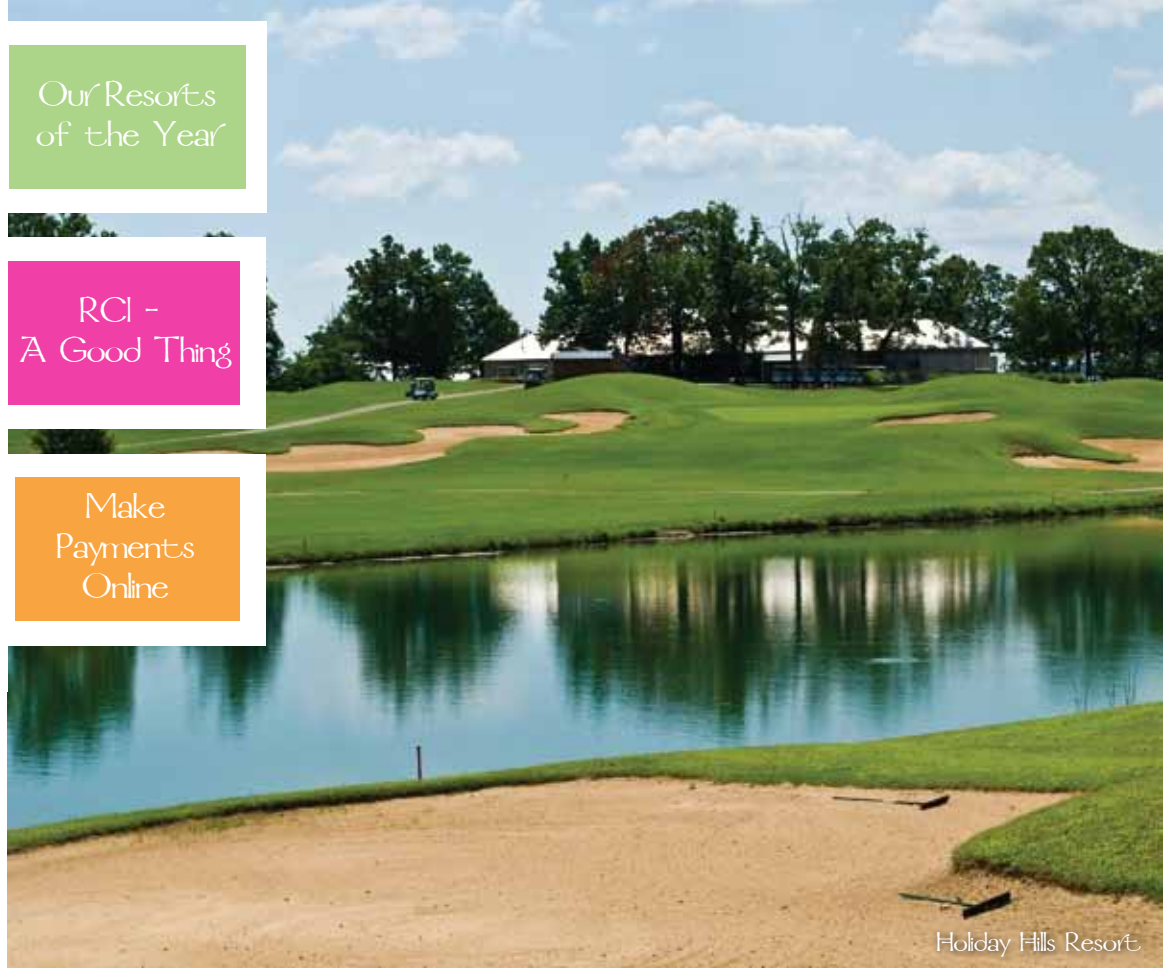 Our Resorts
of the Year
RCI -
A Good Thing
Make
Payments
Online
Holiday Hills Resort